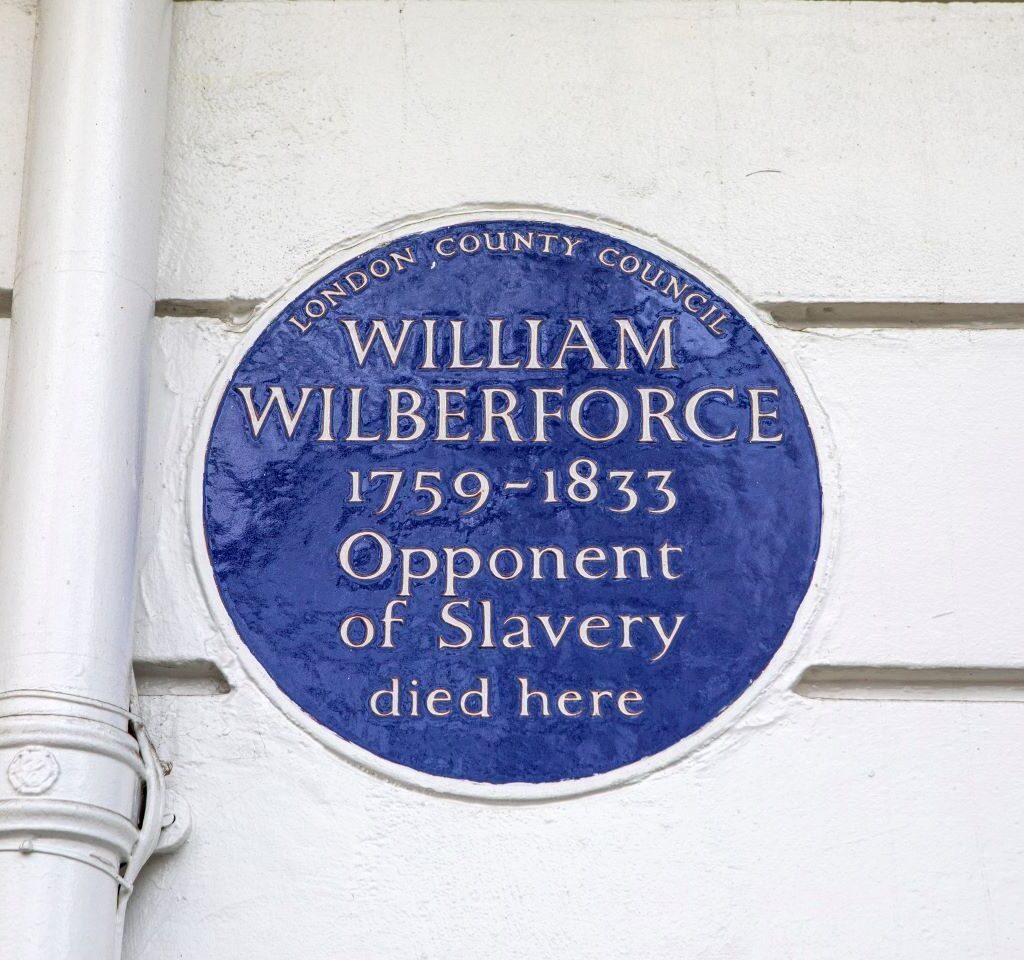 LONDON COUNTY COUNCIL
WILLIAM
WILBERFORCE
1759-1833
Opponent
of Slavery
died here